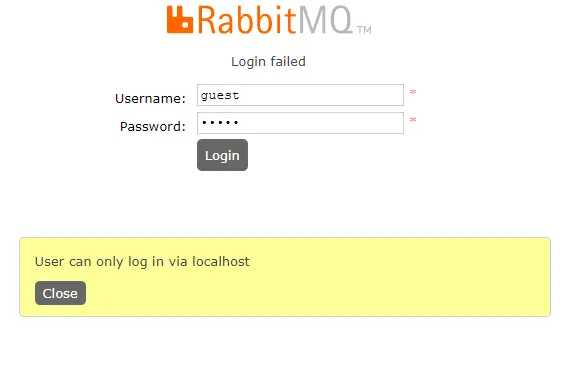 RabbitMQ™
Login failed
Username: guest *
Password: ••••• *
Login
User can only log in via localhost
Close